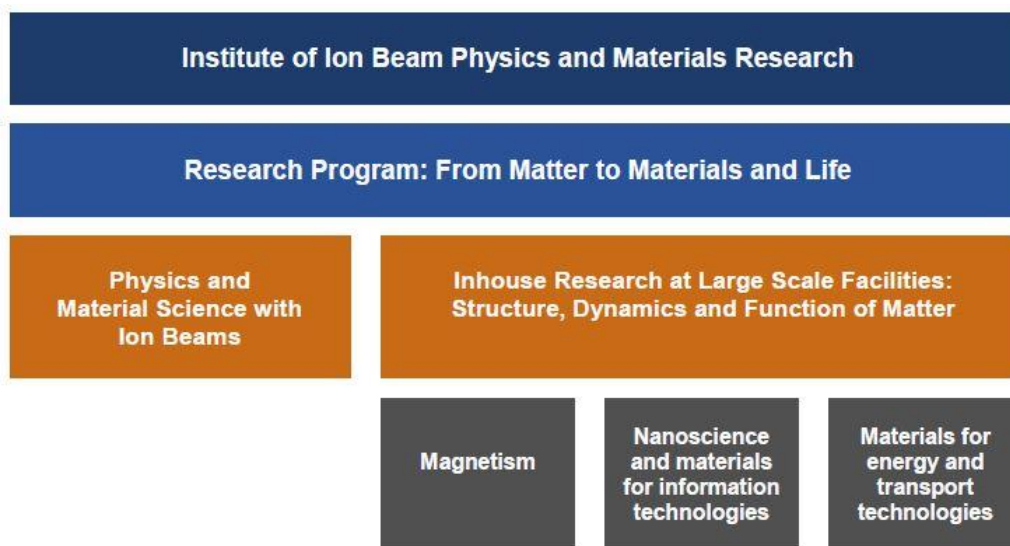 Institute of Ion Beam Physics and Materials Research
Research Program: From Matter to Materials and Life
Physics and
Material Science with
Ion Beams
Inhouse Research at Large Scale Facilities:
Structure, Dynamics and Function of Matter
Magnetism
Nanoscience
and materials
for information
technologies
Materials for
energy and
transport
technologies